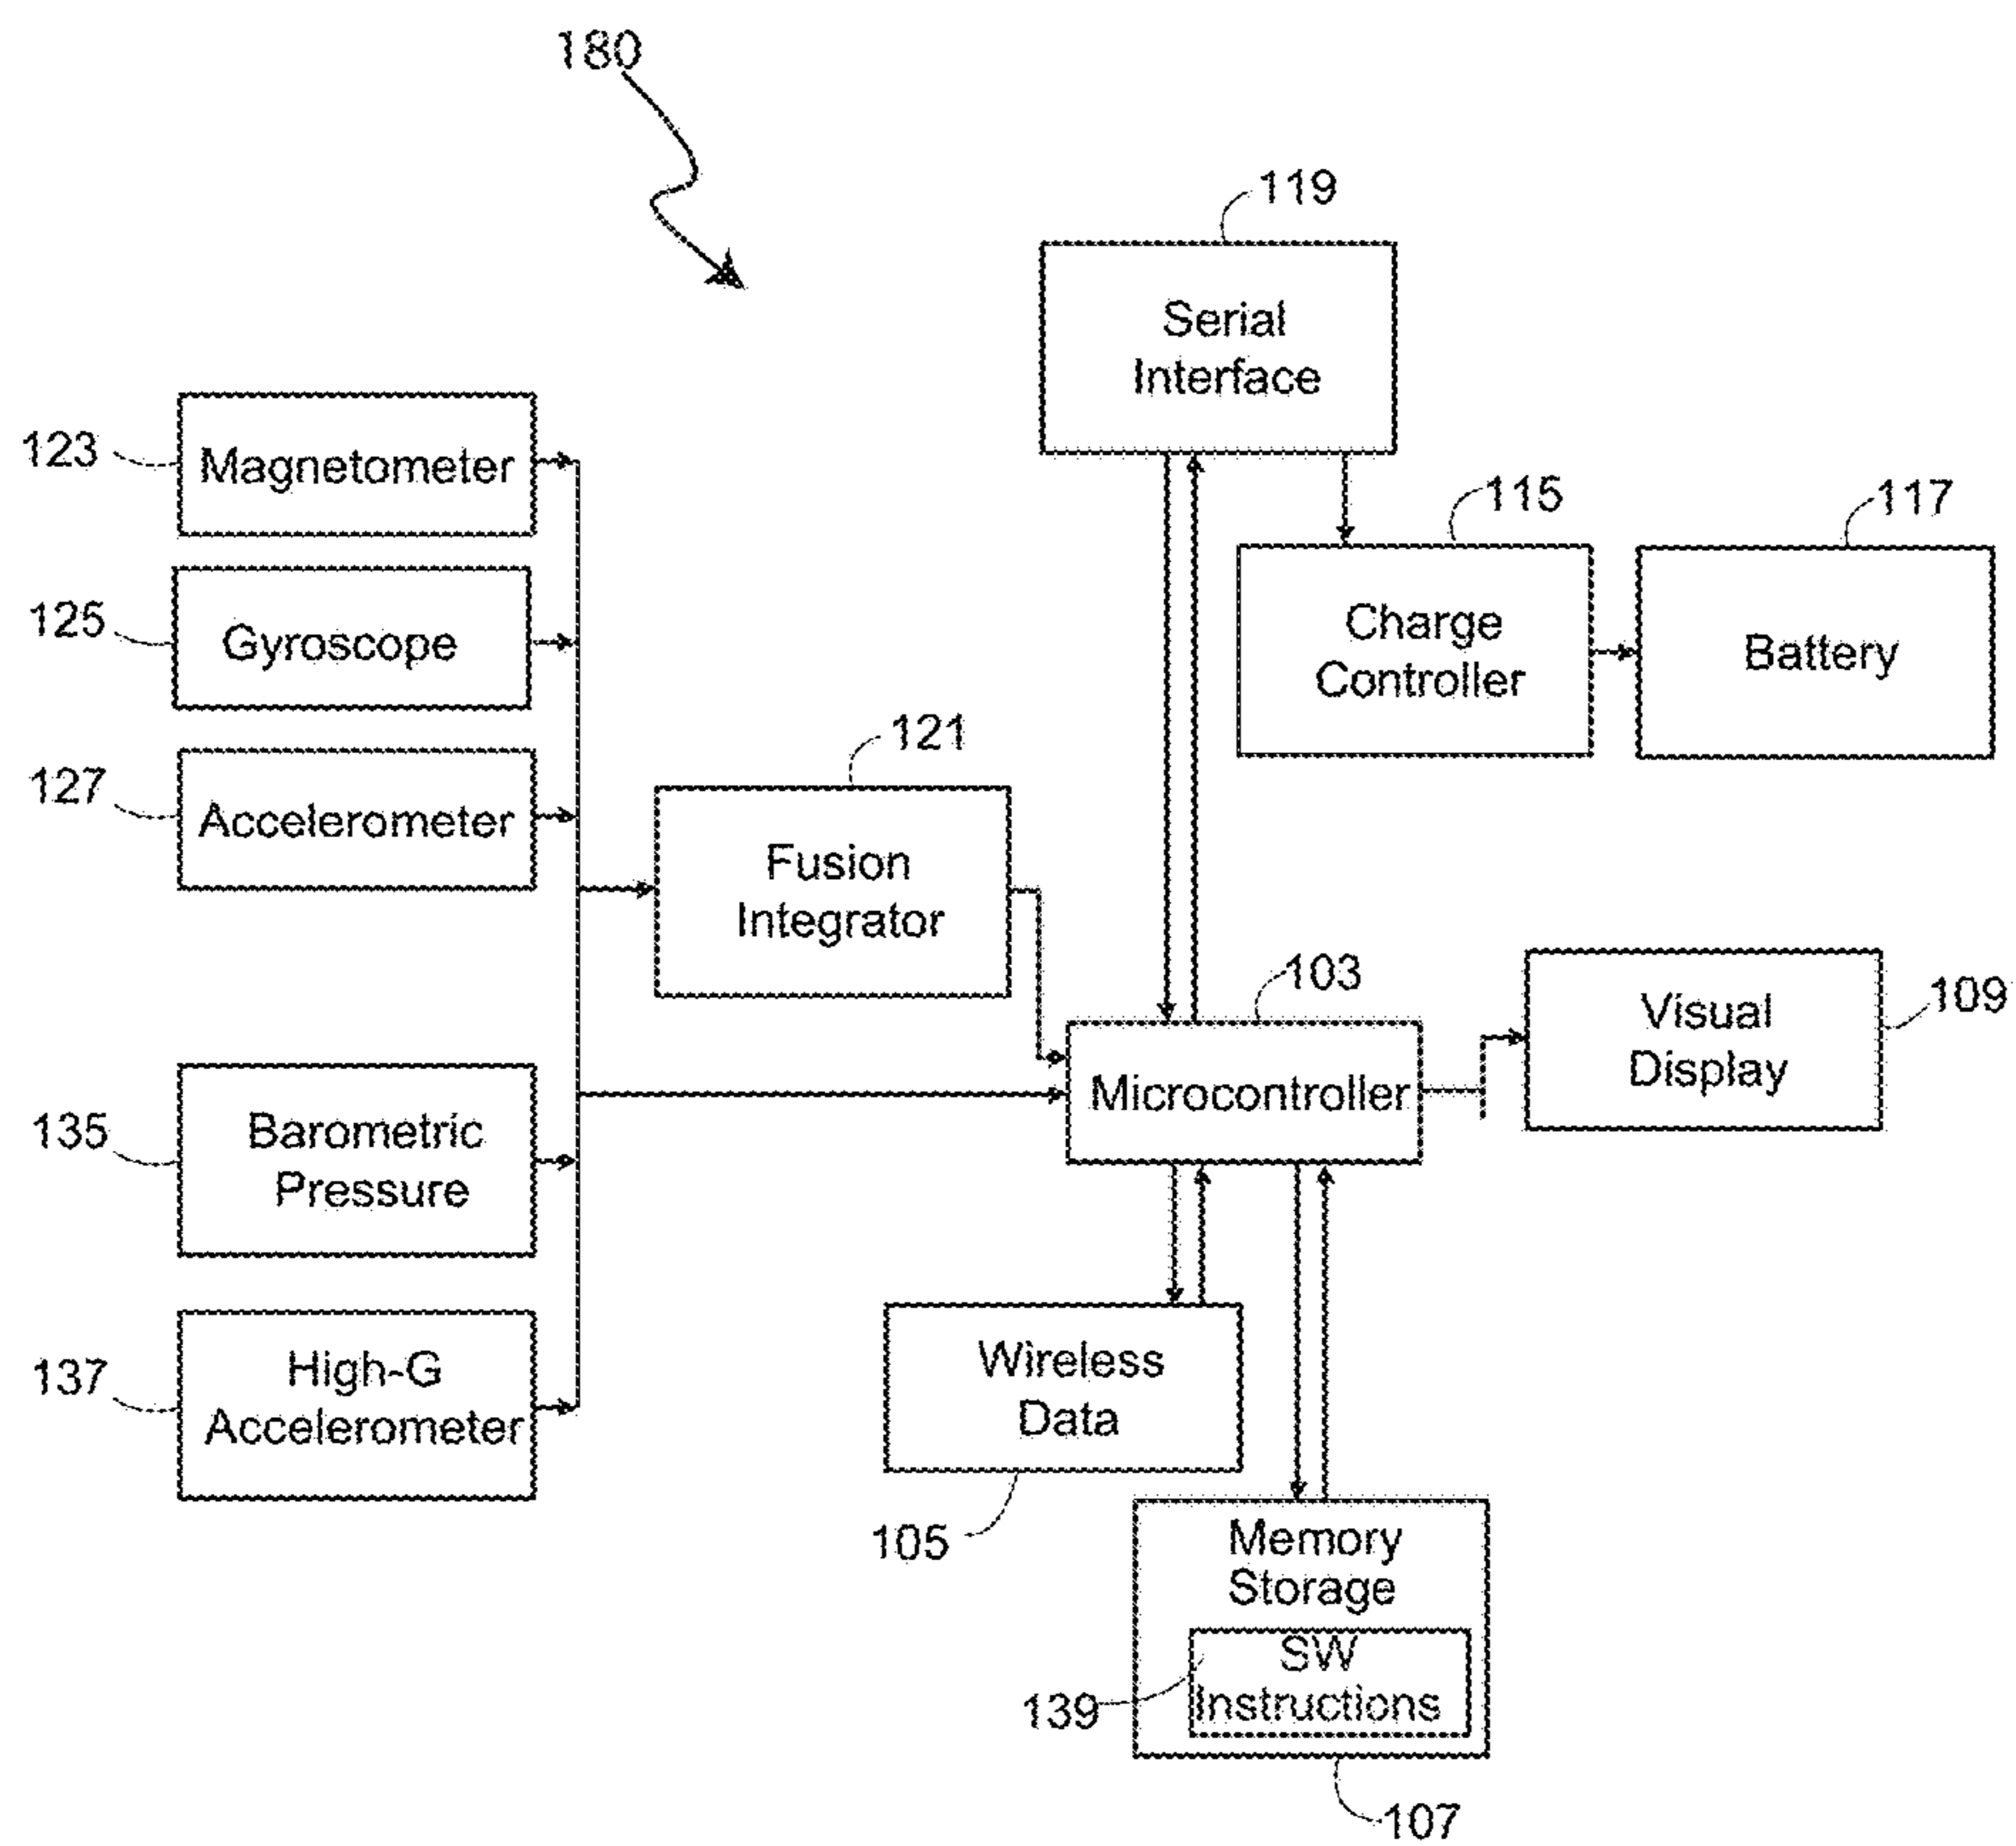 180
119
Serial
Interface
123
Magnetometer
115
117
125
Gyroscope
Charge
Controller
Battery
121
127
Accelerometer
Fusion
Integrator
103
109
Visual
Display
Microcontroller
135
Barometric
Pressure
137
High-G
Accelerometer
Wireless
Data
105
Memory
Storage
139
SW
Instructions
107